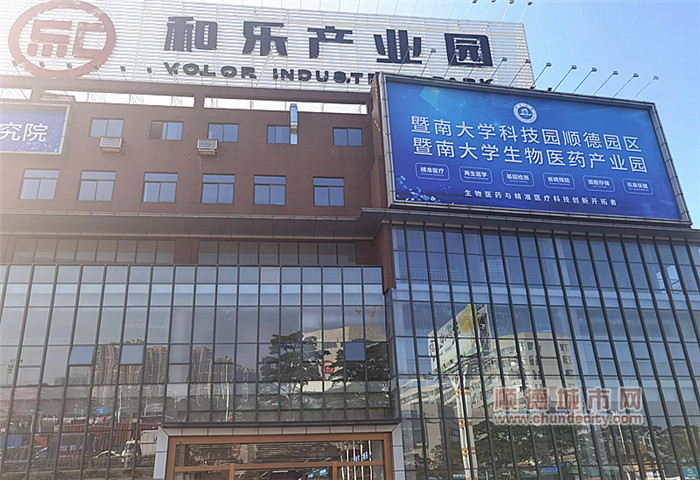 和乐产业园
YOLOR INDUSTRY PARK
究院
暨南大学科技园顺德园区
暨南大学生物医药产业园
精准医疗 再生医学 基因检测 疾病预防 细胞存储 抗衰保健
生物医药与精准医疗科技创新开拓者
顺德城市网
www.chundecity.com